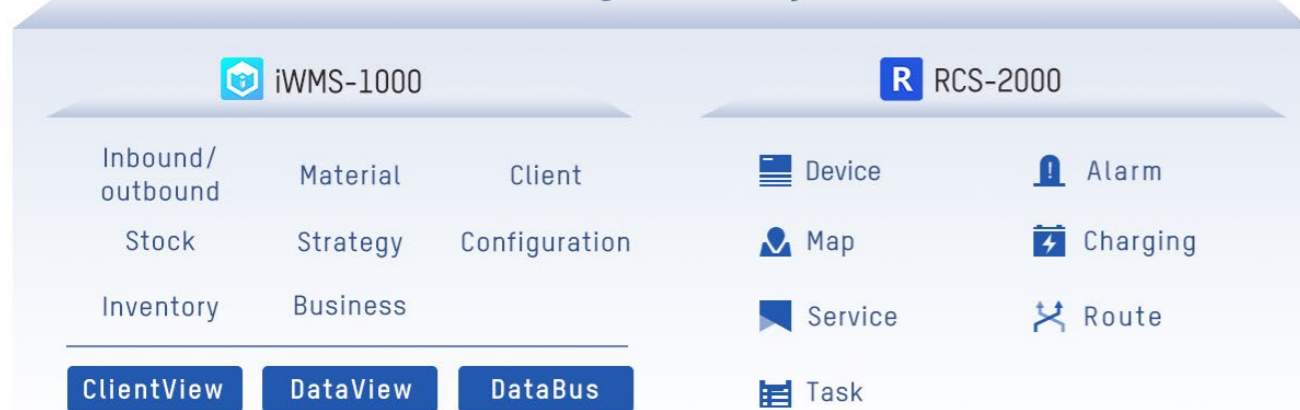 iWMS-1000
Inbound/
outbound
Material
Client
Stock
Strategy
Configuration
Inventory
Business
ClientView
DataView
DataBus
R RCS-2000
Device
Alarm
Map
Charging
Service
Route
Task